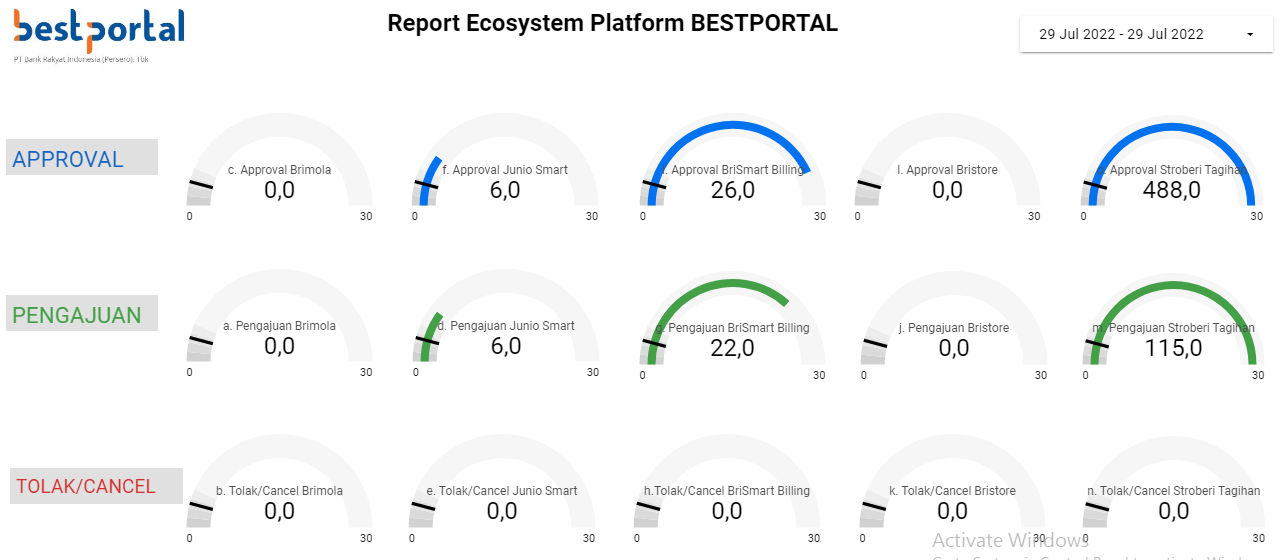 bestportal
PT Bank Rakyat Indonesia (Persero), Tbk
Report Ecosystem Platform BESTPORTAL
29 Jul 2022 - 29 Jul 2022
APPROVAL
c. Approval Brimola
0,0
0 30
f. Approval Junio Smart
6,0
0 30
Approval BriSmart Billing
26,0
0 30
l. Approval Bristore
0,0
0 30
Approval Stroberi Tagihan
488,0
0 30
PENGAJUAN
a. Pengajuan Brimola
0,0
0 30
d. Pengajuan Junio Smart
6,0
0 30
g. Pengajuan BriSmart Billing
22,0
0 30
j. Pengajuan Bristore
0,0
0 30
m. Pengajuan Stroberi Tagihan
115,0
0 30
TOLAK/CANCEL
b. Tolak/Cancel Brimola
0,0
0 30
e. Tolak/Cancel Junio Smart
0,0
0 30
h.Tolak/Cancel BriSmart Billing
0,0
0 30
k. Tolak/Cancel Bristore
0,0
0 30
n. Tolak/Cancel Stroberi Tagihan
0,0
0 30
Activate Windows